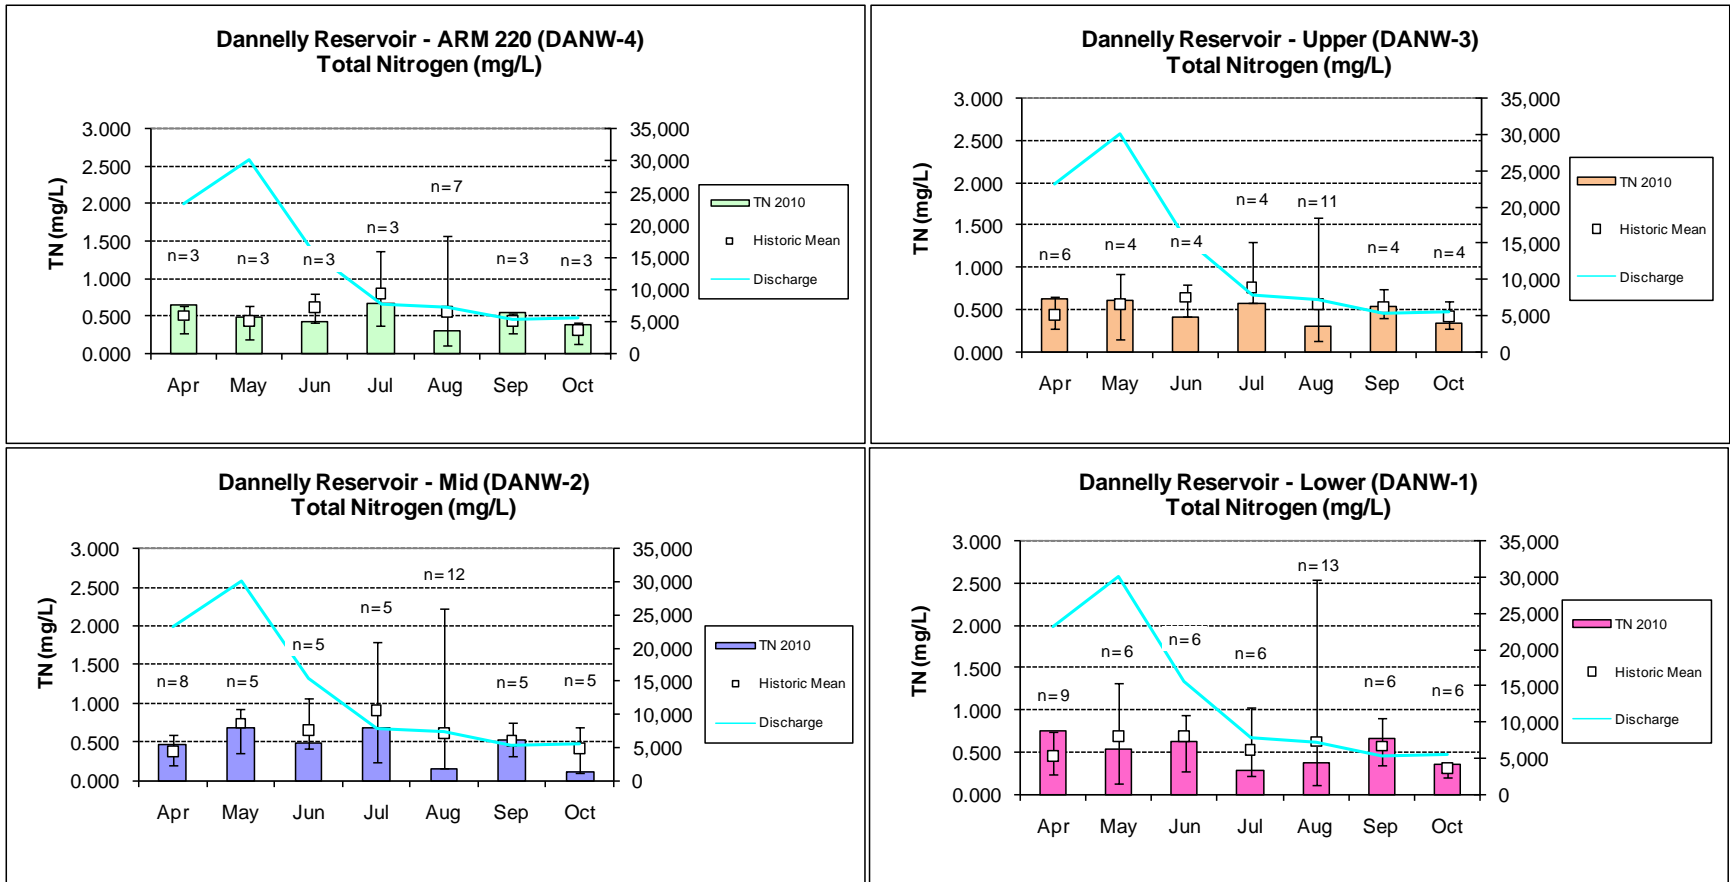 Dannelly Reservoir - ARM 220 (DANW-4)
Total Nitrogen (mg/L)
TN (mg/L)
3.000
2.500
2.000
1.500
1.000
0.500
0.000
35,000
30,000
25,000
20,000
15,000
10,000
5,000
0
n=3
n=3
n=3
n=3
n=7
n=3
n=3
Apr May Jun Jul Aug Sep Oct
TN 2010
Historic Mean
Discharge
Dannelly Reservoir - Upper (DANW-3)
Total Nitrogen (mg/L)
TN (mg/L)
3.000
2.500
2.000
1.500
1.000
0.500
0.000
35,000
30,000
25,000
20,000
15,000
10,000
5,000
0
n=6
n=4
n=4
n=4
n=11
n=4
n=4
Apr May Jun Jul Aug Sep Oct
TN 2010
Historic Mean
Discharge
Dannelly Reservoir - Mid (DANW-2)
Total Nitrogen (mg/L)
TN (mg/L)
3.000
2.500
2.000
1.500
1.000
0.500
0.000
35,000
30,000
25,000
20,000
15,000
10,000
5,000
0
n=8
n=5
n=5
n=5
n=12
n=5
n=5
Apr May Jun Jul Aug Sep Oct
TN 2010
Historic Mean
Discharge
Dannelly Reservoir - Lower (DANW-1)
Total Nitrogen (mg/L)
TN (mg/L)
3.000
2.500
2.000
1.500
1.000
0.500
0.000
35,000
30,000
25,000
20,000
15,000
10,000
5,000
0
n=9
n=6
n=6
n=6
n=13
n=6
n=6
Apr May Jun Jul Aug Sep Oct
TN 2010
Historic Mean
Discharge